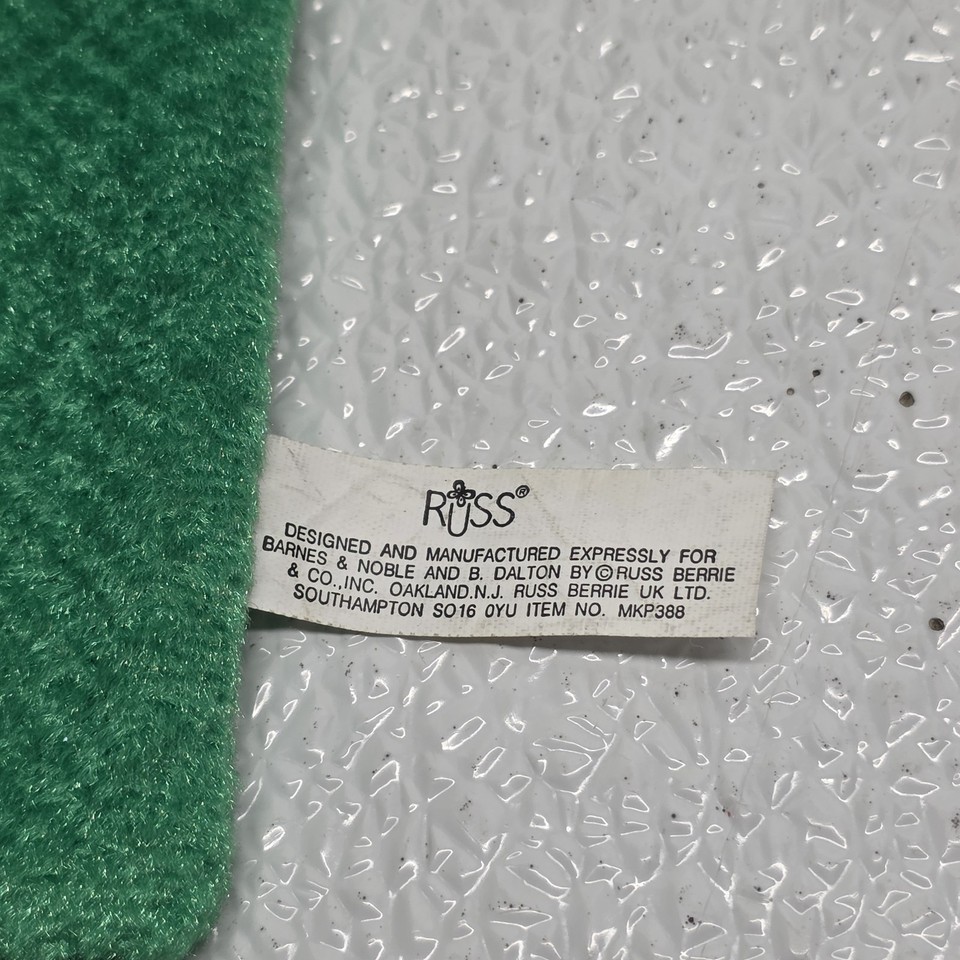 RUSS®
DESIGNED AND MANUFACTURED EXPRESSLY FOR
BARNES & NOBLE AND B. DALTON BY © RUSS BERRIE
& CO.,INC. OAKLAND.N.J. RUSS BERRIE UK LTD.
SOUTHAMPTON SO16 0YU ITEM NO. MKP388